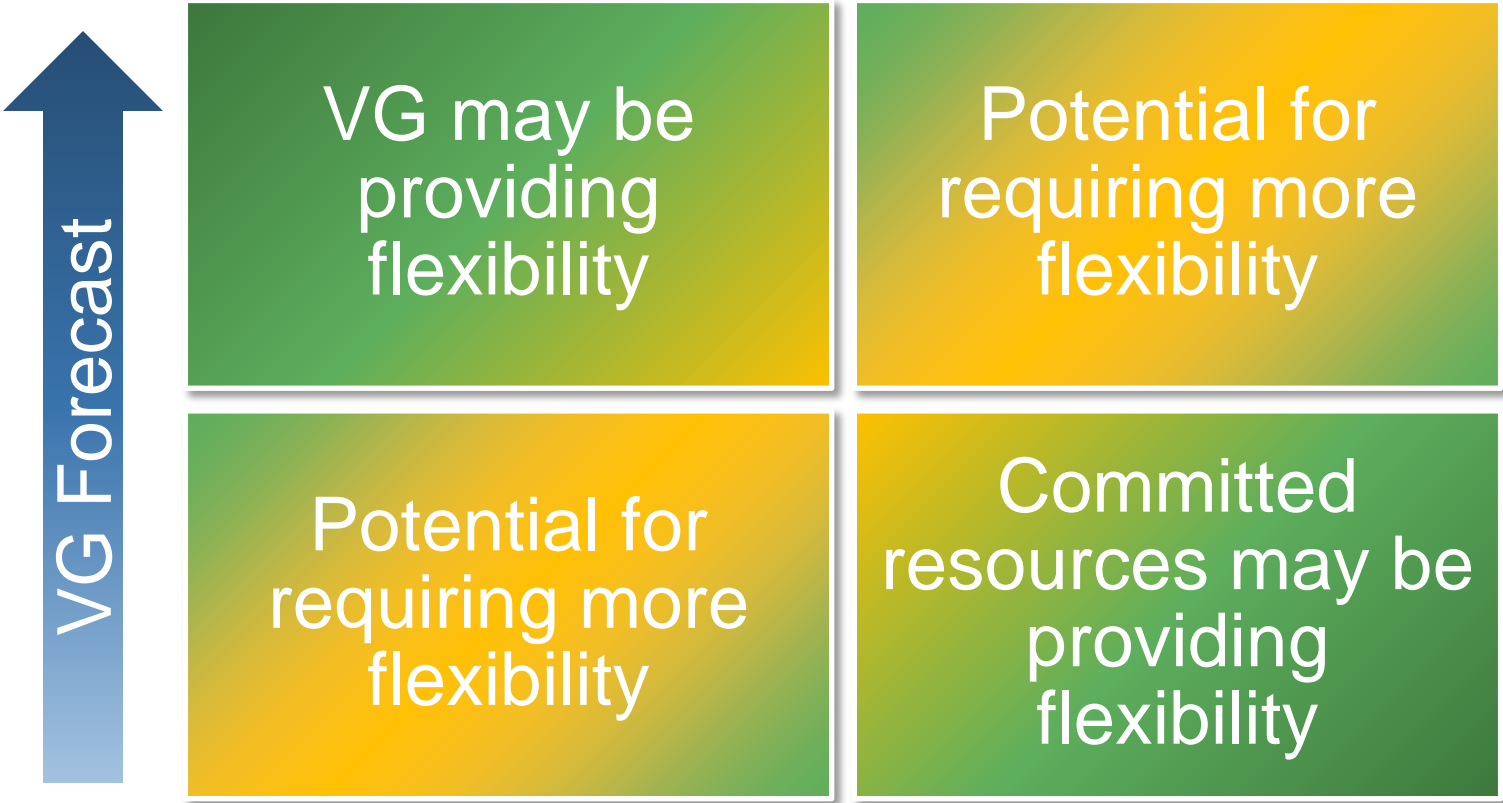 VG Forecast
VG may be
providing
flexibility
Potential for
requiring more
flexibility
Potential for
requiring more
flexibility
Committed
resources may be
providing
flexibility